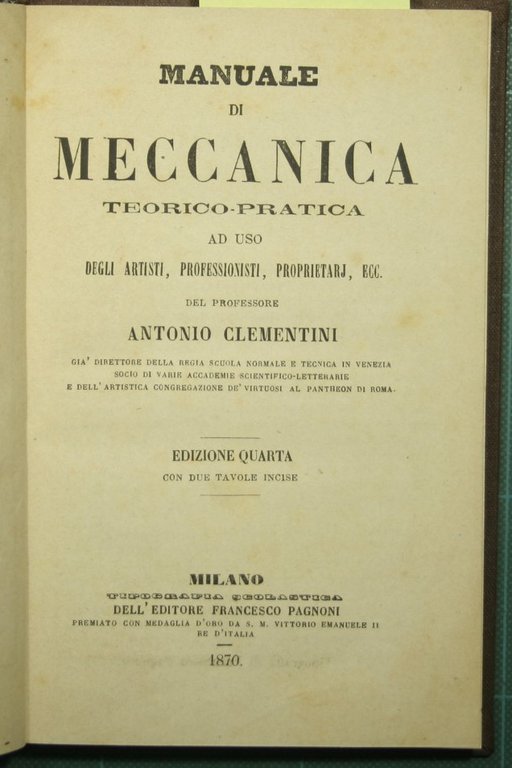 MANUALE
DI
MECCANICA
TEORICO-PRATICA
AD USO
DEGLI ARTISTI, PROFESSIONISTI, PROPRIETARJ, ECC.
DEL PROFESSORE
ANTONIO CLEMENTINI
GIA' DIRETTORE DELLA REGIA SCUOLA NORMALE E TECNICA IN VENEZIA
SOCIO DI VARIE ACCADEMIE SCIENTIFICO-LETTERARIE
E DELL'ARTISTICA CONGREGAZIONE DE' VIRTUOSI AL PANTHEON DI ROMA.
EDIZIONE QUARTA
CON DUE TAVOLE INCISE
MILANO
TIPOGRAFIA SCOLASTICA
DELL'EDITORE FRANCESCO PAGNONI
PREMIATO CON MEDAGLIA D'ORO DA S. M. VITTORIO EMANUELE II
RE D'ITALIA
1870.